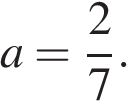 a = 2/7.